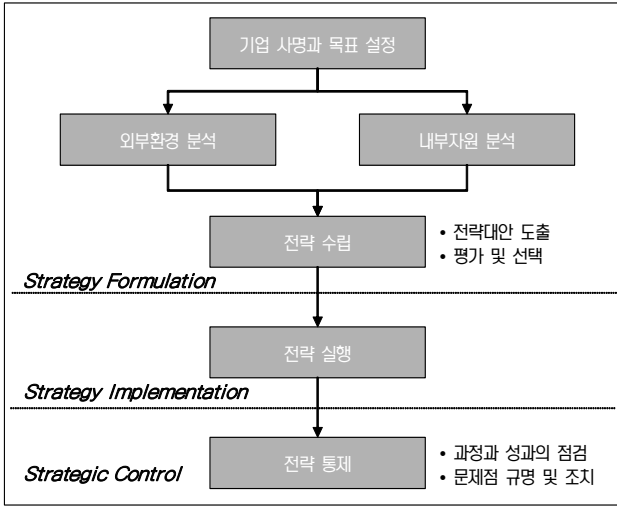 기업 사명과 목표 설정
외부환경 분석
내부자원 분석
전략 수립
• 전략대안 도출
• 평가 및 선택
Strategy Formulation
전략 실행
Strategy Implementation
전략 통제
• 과정과 성과의 점검
• 문제점 규명 및 조치
Strategic Control